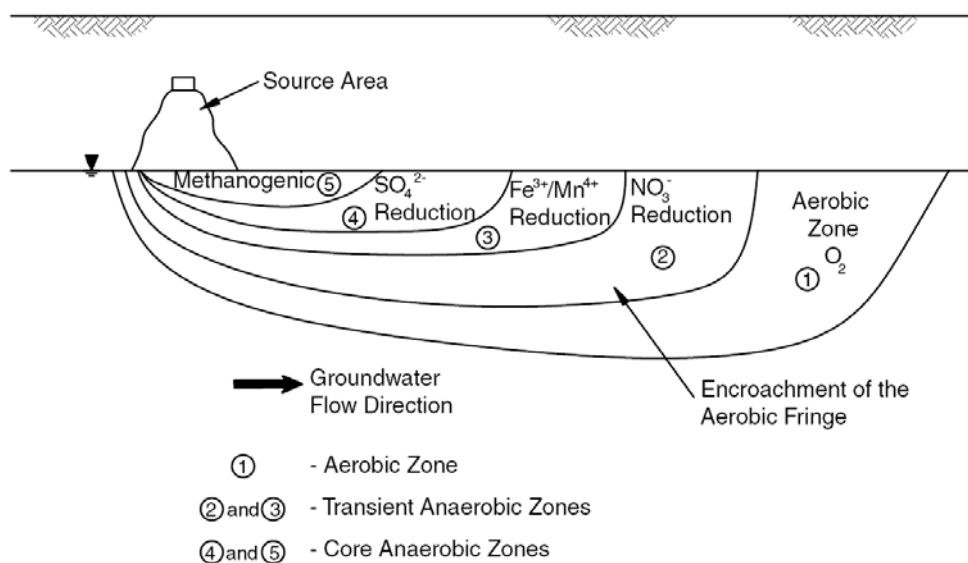 Source Area
Methanogenic ⑤
SO₄²⁻
Reduction
④
Fe³⁺/Mn⁴⁺
Reduction
③
NO₃⁻
Reduction
②
Aerobic
Zone
O₂
①
Groundwater
Flow Direction
Encroachment of the
Aerobic Fringe
① - Aerobic Zone
② and ③ - Transient Anaerobic Zones
④ and ⑤ - Core Anaerobic Zones